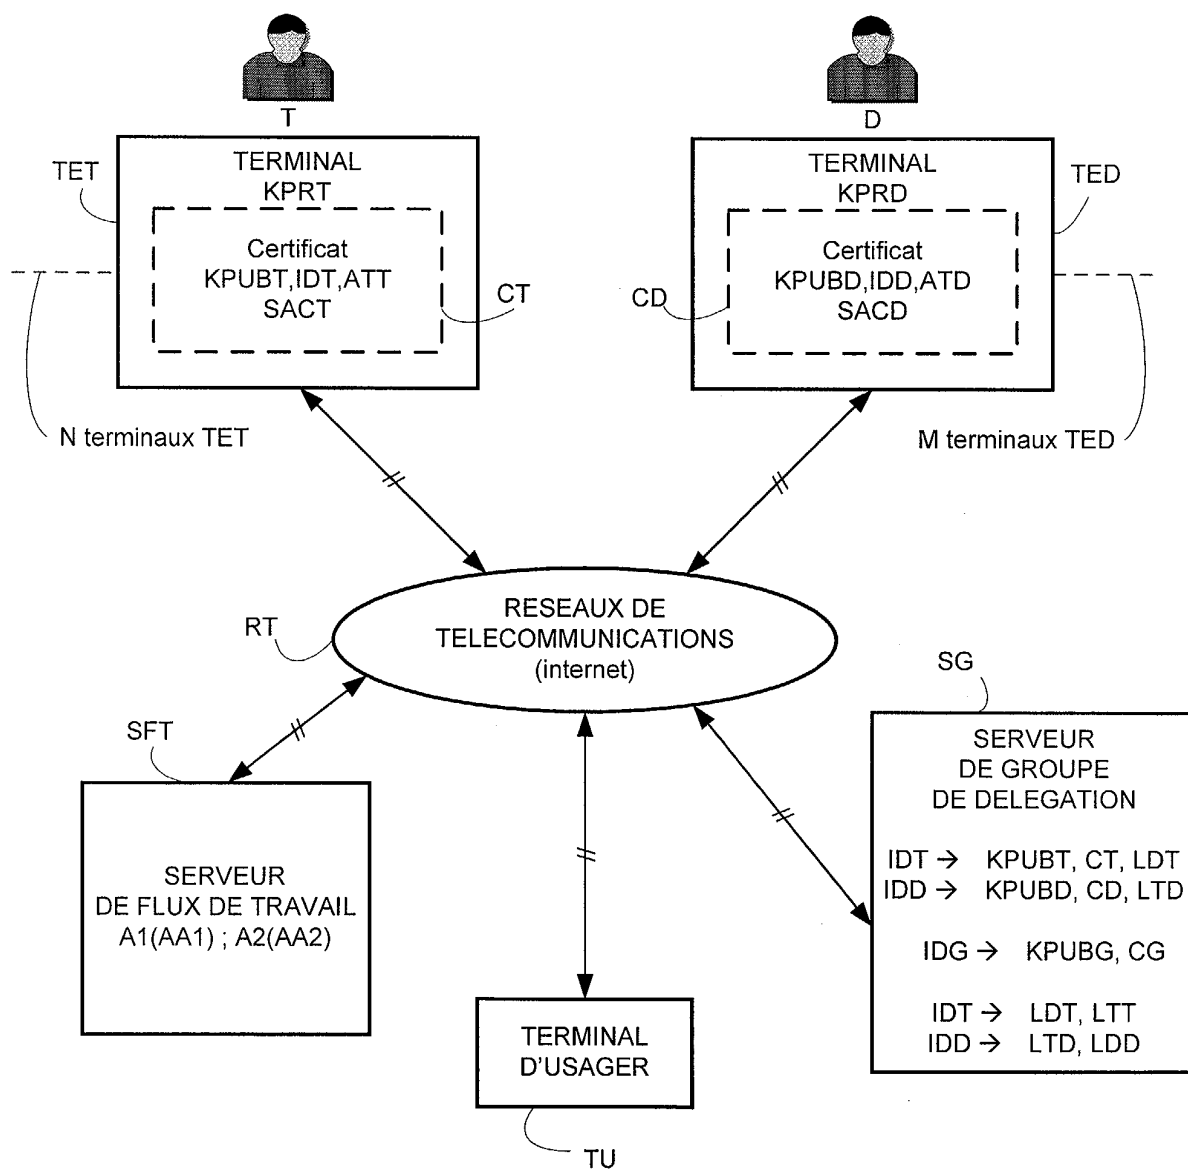 T
D
TET
TERMINAL
KPRT
Certificat
KPUBT,IDT,ATT
SACT
CT
TED
TERMINAL
KPRD
Certificat
KPUBD,IDD,ATD
SACD
CD
N terminaux TET
M terminaux TED
RT
RESEAUX DE
TELECOMMUNICATIONS
(internet)
SFT
SERVEUR
DE FLUX DE TRAVAIL
A1(AA1) ; A2(AA2)
SG
SERVEUR
DE GROUPE
DE DELEGATION
IDT → KPUBT, CT, LDT
IDD → KPUBD, CD, LTD
IDG → KPUBG, CG
IDT → LDT, LTT
IDD → LTD, LDD
TERMINAL
D'USAGER
TU